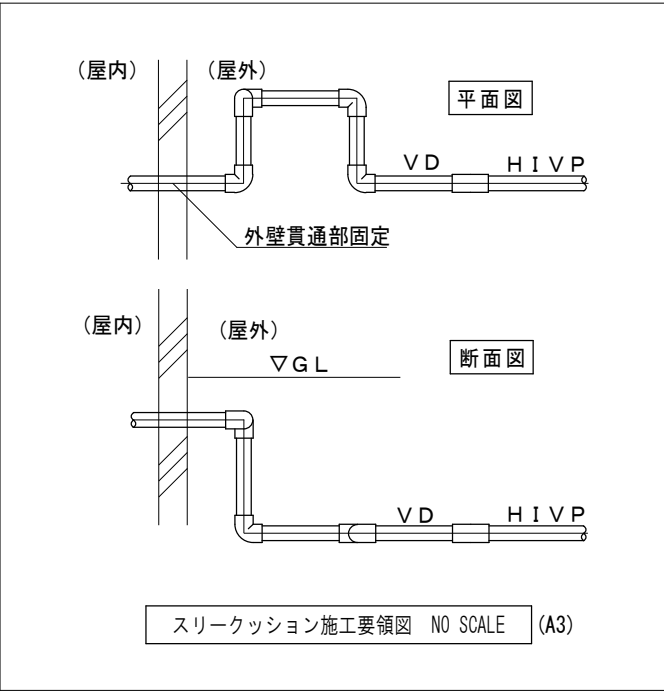 (屋内)
(屋外)
平面図
VD
HIVP
外壁貫通部固定
(屋内)
(屋外)
▽GL
断面図
VD
HIVP
スリークッション施工要領図 NO SCALE
(A3)